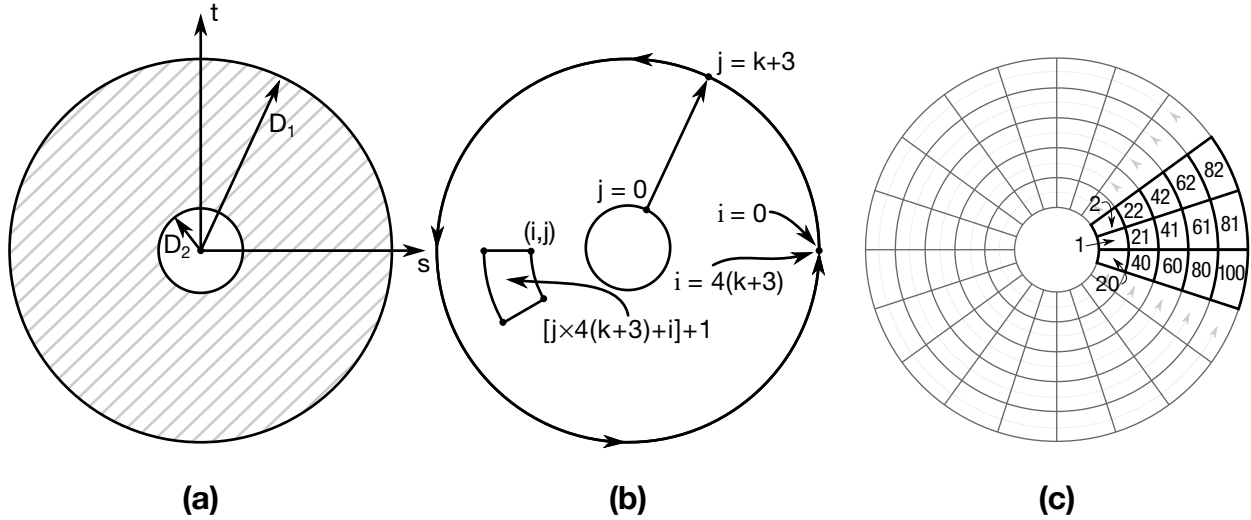 t
D1
D2
s
(a)
j = k+3
j = 0
i = 0
(i,j)
i = 4(k+3)
[j×4(k+3)+i]+1
(b)
82
62
42
22
2
81
61
41
21
1
100
80
60
40
20
(c)